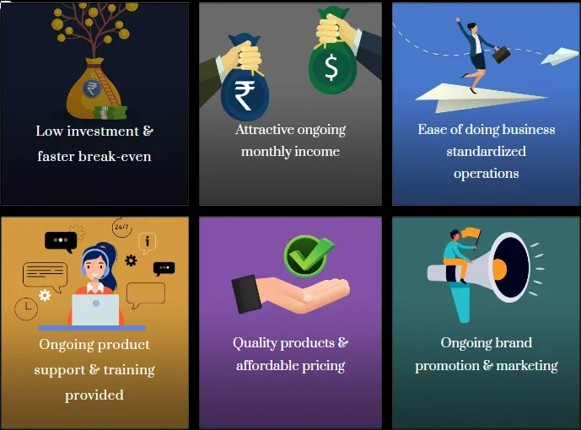 ₹
Low investment &
faster break-even
₹
$
Attractive ongoing
monthly income
Ease of doing business
standardized
operations
24/7
i
Ongoing product
support & training
provided
Quality products &
affordable pricing
Ongoing brand
promotion & marketing